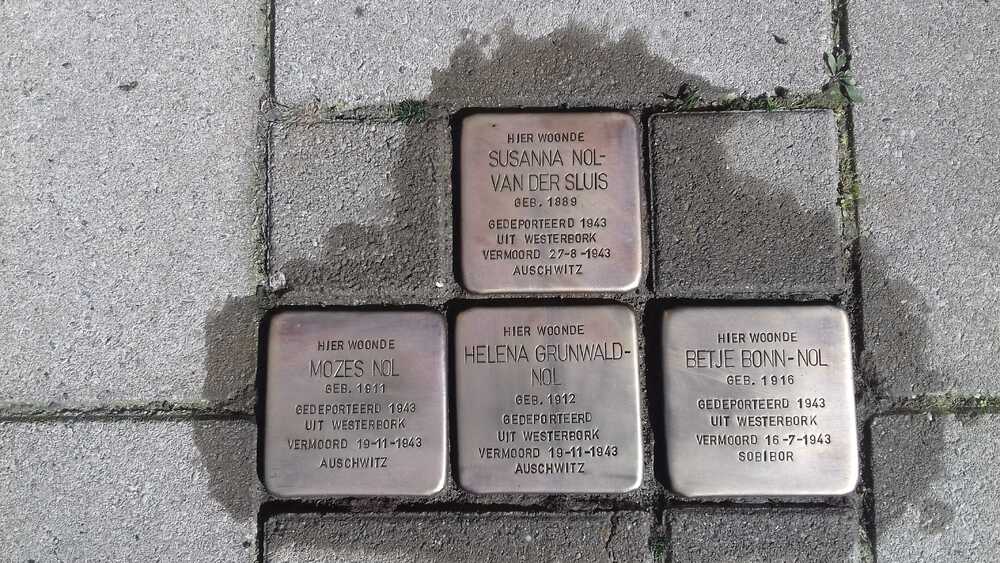 HIER WOONDE
SUSANNA NOL-
VAN DER SLUIS
GEB. 1889
GEDEPORTEERD 1943
UIT WESTERBORK
VERMOORD 27-8-1943
AUSCHWITZ
HIER WOONDE
MOZES NOL
GEB. 1911
GEDEPORTEERD 1943
UIT WESTERBORK
VERMOORD 19-11-1943
AUSCHWITZ
HIER WOONDE
HELENA GRUNWALD-
NOL
GEB. 1912
GEDEPORTEERD
UIT WESTERBORK
VERMOORD 19-11-1943
AUSCHWITZ
HIER WOONDE
BETJE BONN-NOL
GEB. 1916
GEDEPORTEERD 1943
UIT WESTERBORK
VERMOORD 16-7-1943
SOBIBOR